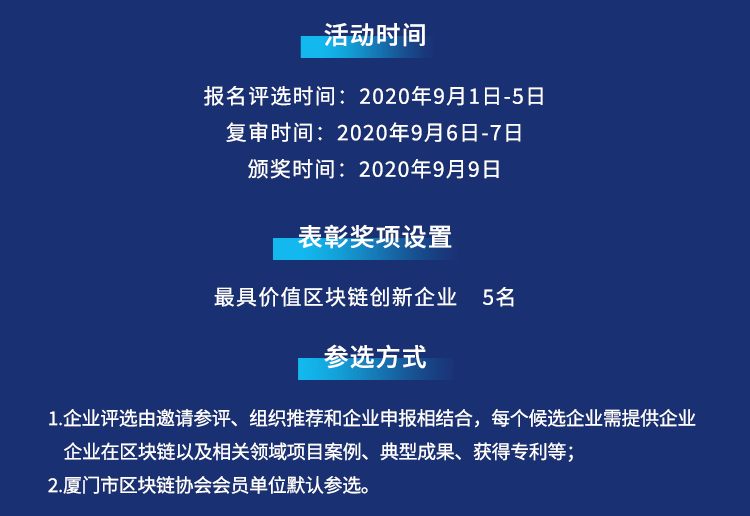 活动时间
报名评选时间：2020年9月1日-5日
复审时间：2020年9月6日-7日
颁奖时间：2020年9月9日
表彰奖项设置
最具价值区块链创新企业 5名
参选方式
1.企业评选由邀请参评、组织推荐和企业申报相结合，每个候选企业需提供企业
企业在区块链以及相关领域项目案例、典型成果、获得专利等；
2.厦门市区块链协会会员单位默认参选。